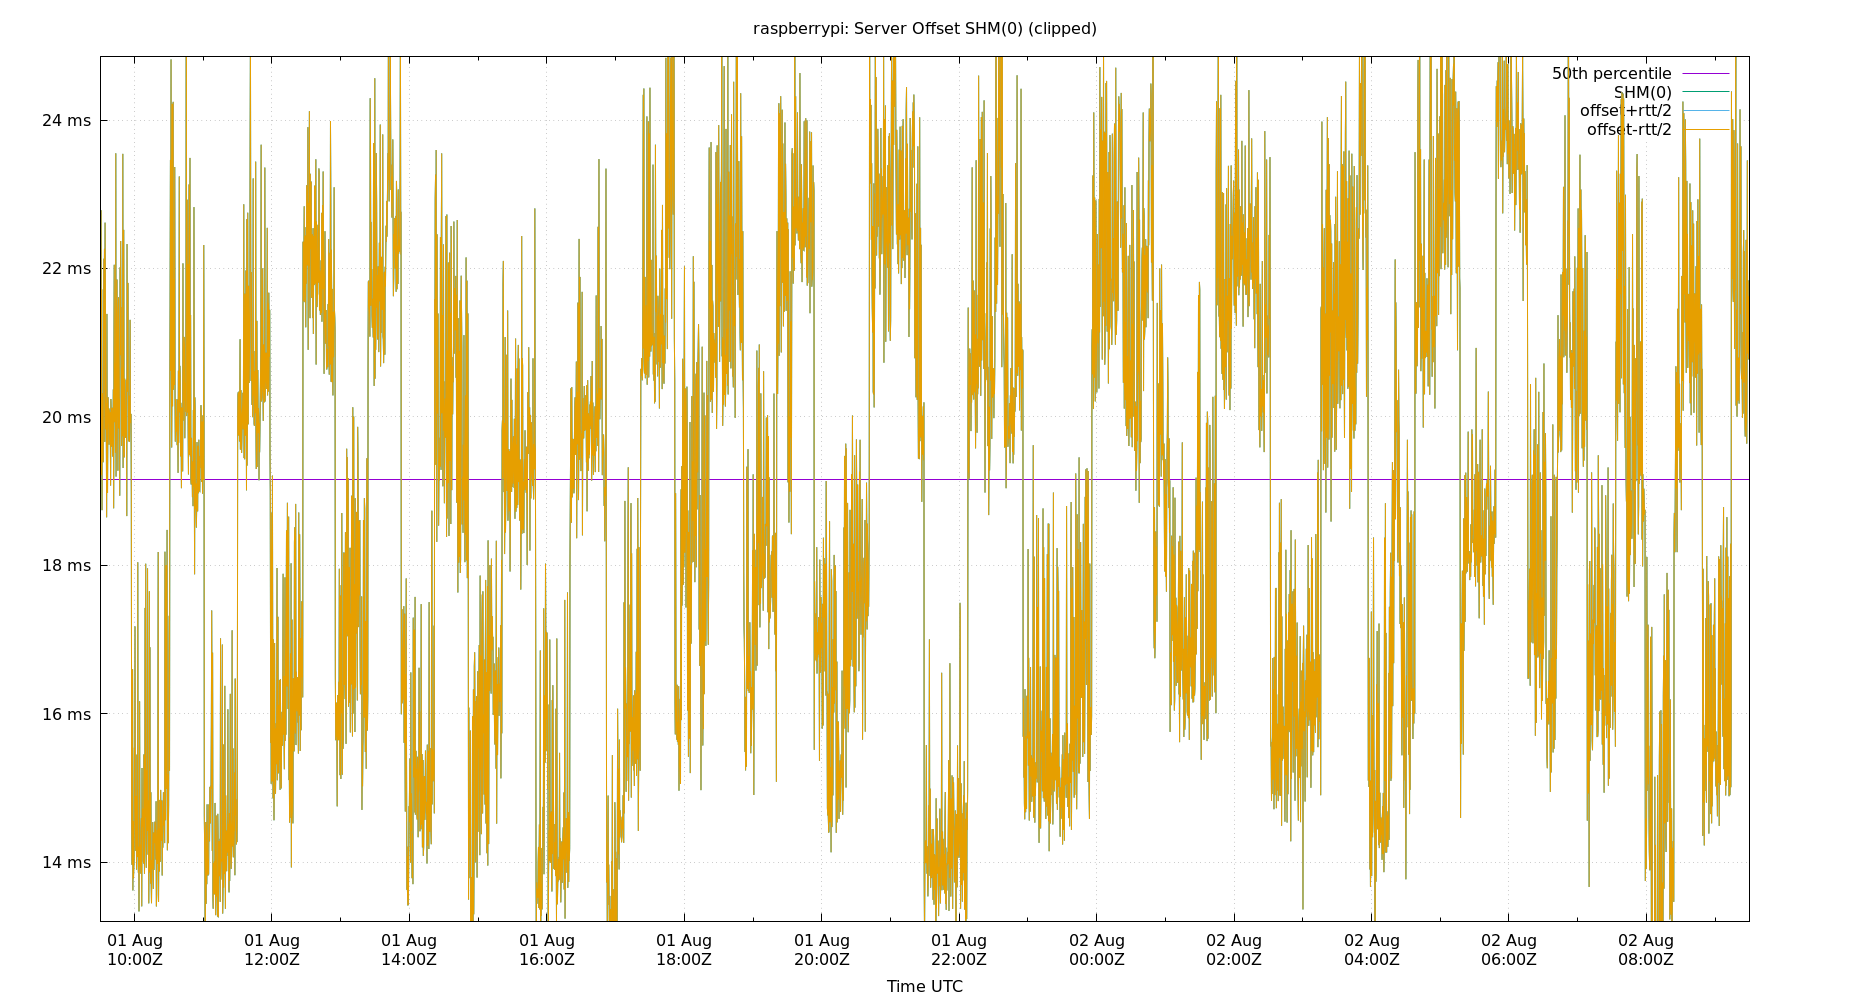 raspberrypi: Server Offset SHM(0) (clipped)
50th percentile
SHM(0)
offset+rtt/2
offset-rtt/2
24 ms
22 ms
20 ms
18 ms
16 ms
14 ms
01 Aug 01 Aug 01 Aug 01 Aug 01 Aug 01 Aug 01 Aug 02 Aug 02 Aug 02 Aug 02 Aug 02 Aug
10:00Z 12:00Z 14:00Z 16:00Z 18:00Z 20:00Z 22:00Z 00:00Z 02:00Z 04:00Z 06:00Z 08:00Z
Time UTC